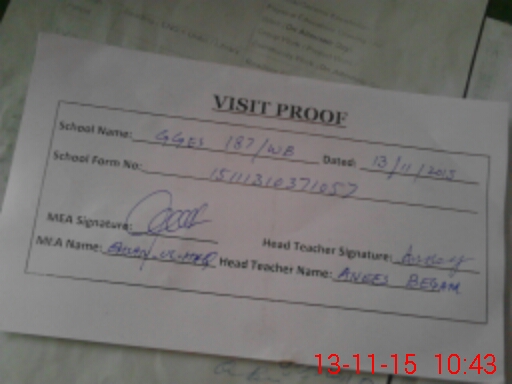 VISIT PROOF
School Name: GGES 187/WB Dated: 13/11/2015
School Form No: 15111310371057
MEA Signature:
Head Teacher Signature:
MEA Name: Head Teacher Name: ANEES BEGAM
13-11-15 10:43